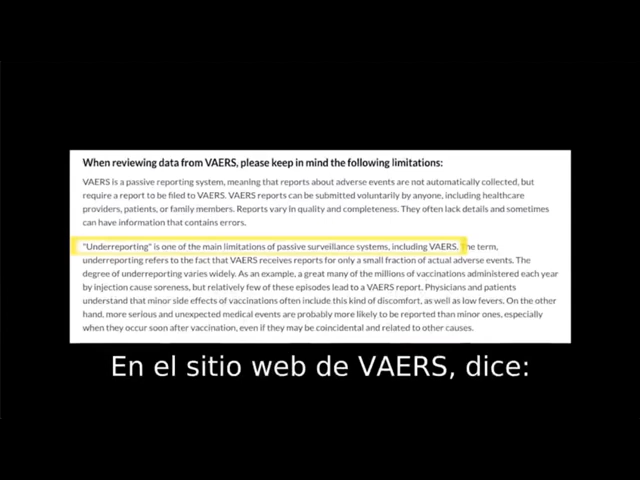 When reviewing data from VAERS, please keep in mind the following limitations:
VAERS is a passive reporting system, meaning that reports about adverse events are not automatically collected, but
require a report to be filed to VAERS. VAERS reports can be submitted voluntarily by anyone, including healthcare
providers, patients, or family members. Reports vary in quality and completeness. They often lack details and sometimes
can have information that contains errors.
"Underreporting" is one of the main limitations of passive surveillance systems, including VAERS. The term,
underreporting refers to the fact that VAERS receives reports for only a small fraction of actual adverse events. The
degree of underreporting varies widely. As an example, a great many of the millions of vaccinations administered each year
by injection cause soreness, but relatively few of these episodes lead to a VAERS report. Physicians and patients
understand that minor side effects of vaccinations often include this kind of discomfort, as well as low fevers. On the other
hand, more serious and unexpected medical events are probably more likely to be reported than minor ones, especially
when they occur soon after vaccination, even if they may be coincidental and related to other causes.
En el sitio web de VAERS, dice: